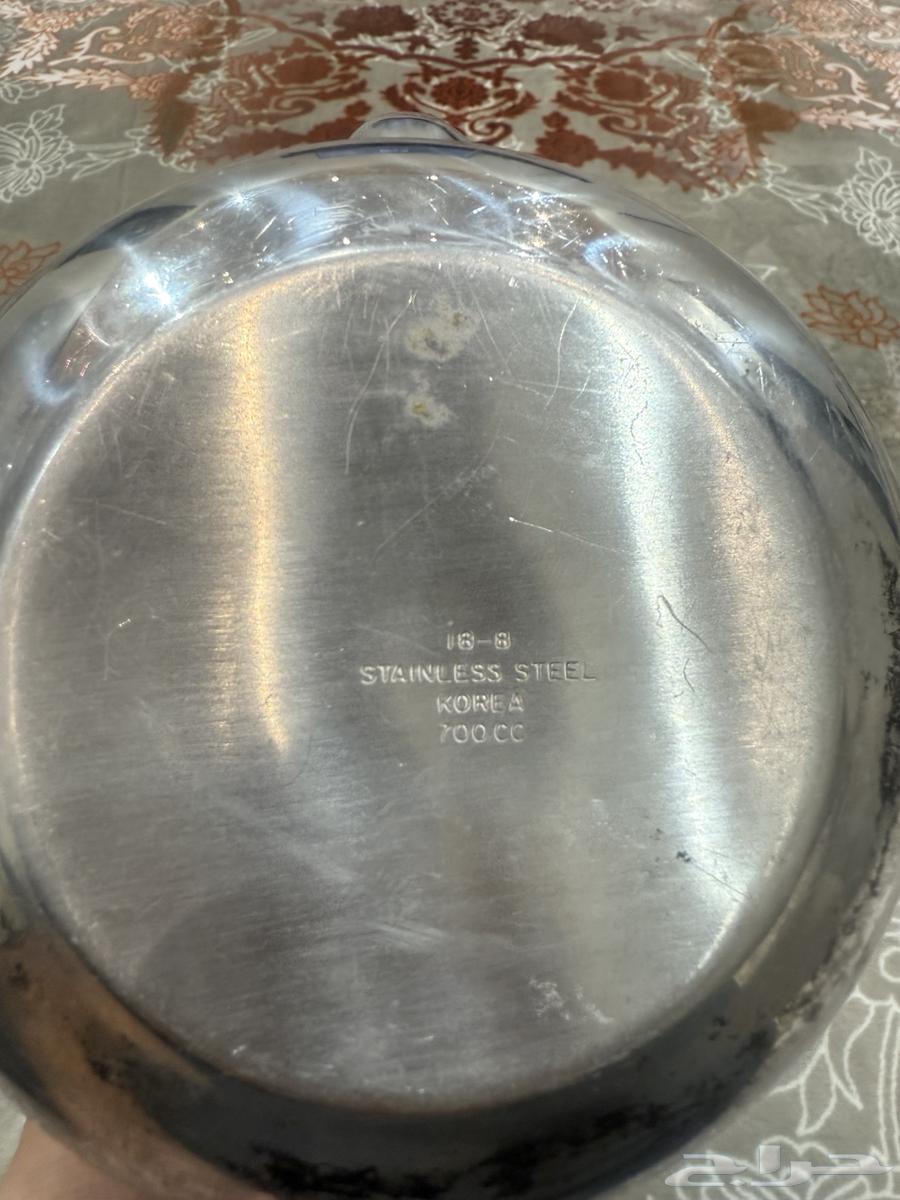 18-8
STAINLESS STEEL
KOREA
700 CC
حراج